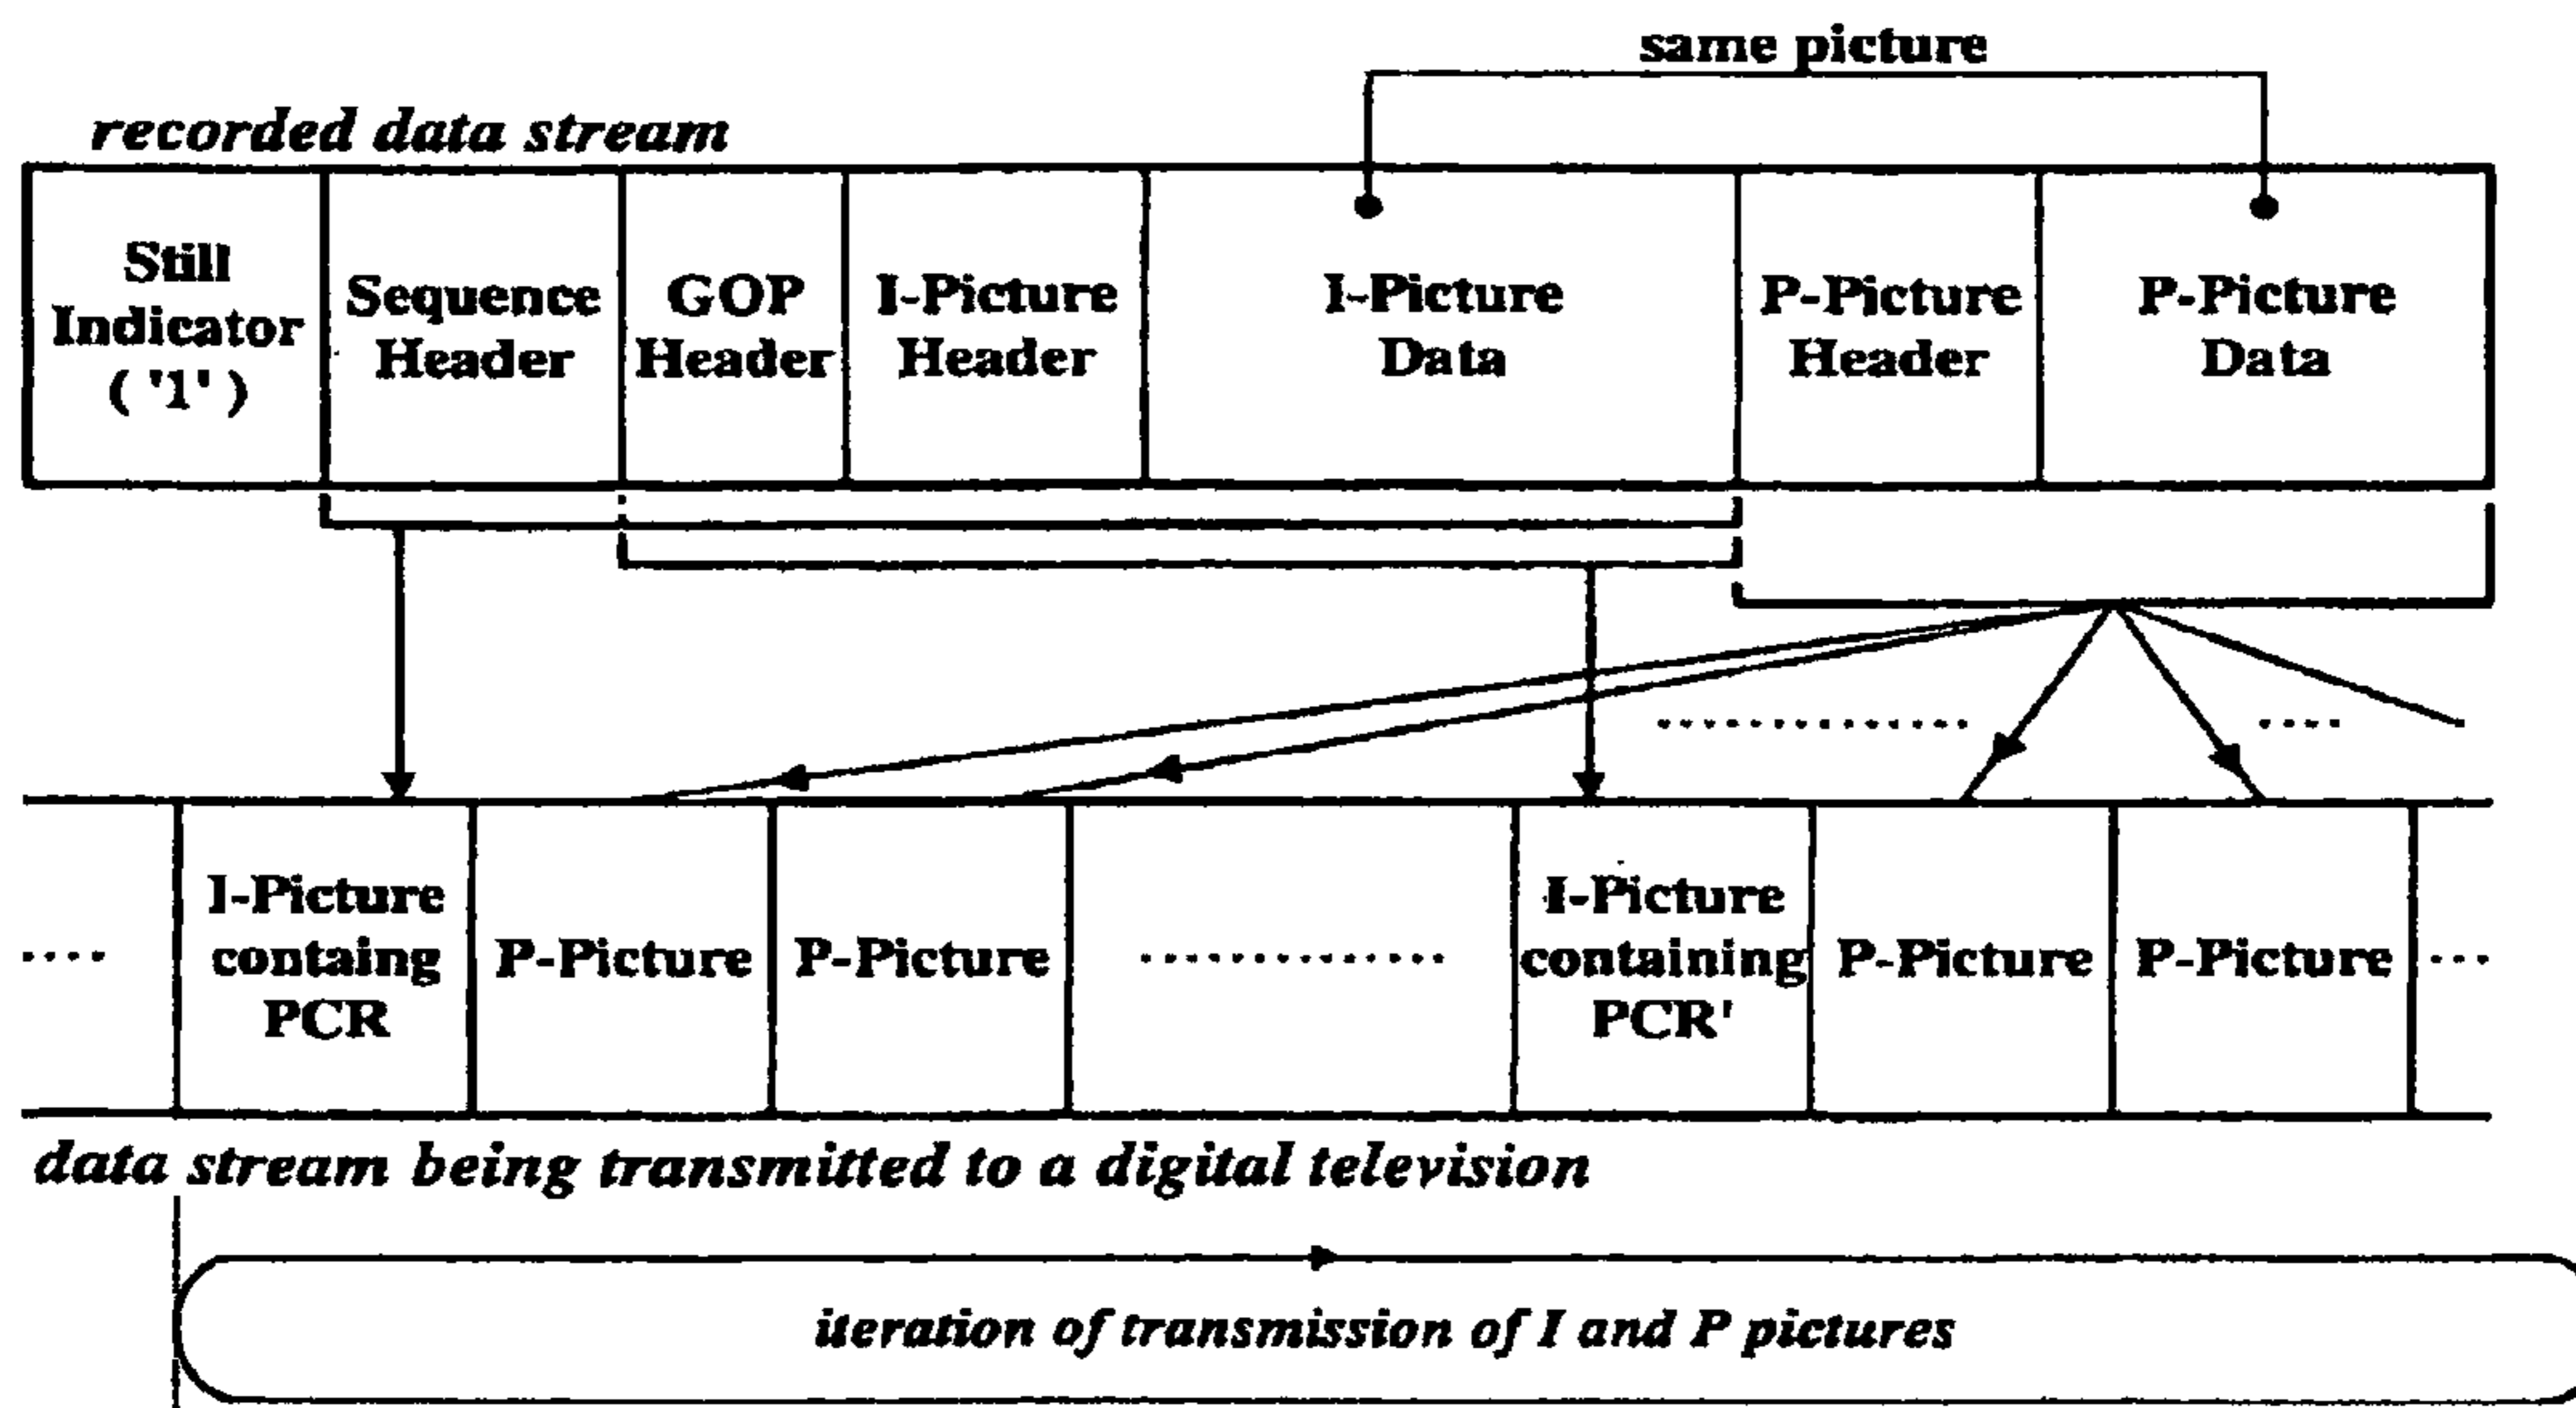 same picture
recorded data stream
Still
Indicator
( '1' )
Sequence
Header
GOP
Header
I-Picture
Header
I-Picture
Data
P-Picture
Header
P-Picture
Data
I-Picture
containg
PCR
P-Picture
P-Picture
I-Picture
containing
PCR'
P-Picture
P-Picture
data stream being transmitted to a digital television
iteration of transmission of I and P pictures